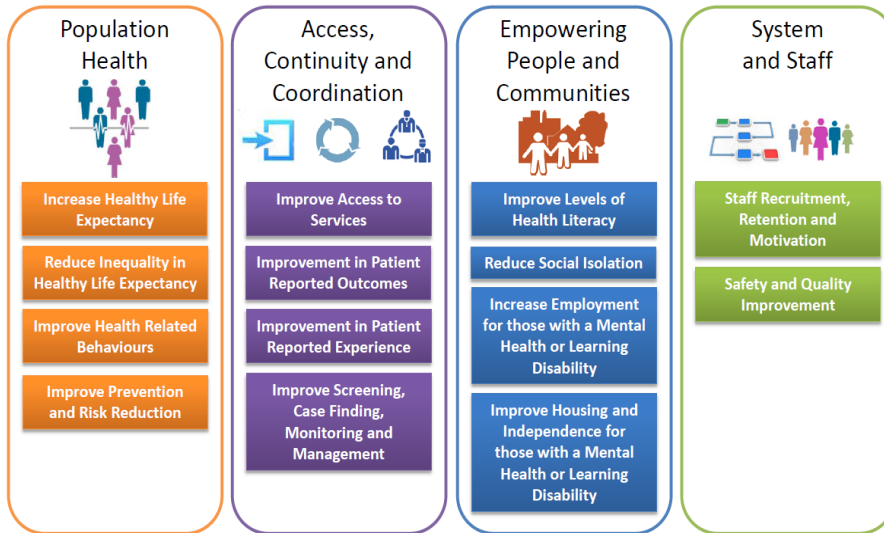 Population
Health
Increase Healthy Life
Expectancy
Reduce Inequality in
Healthy Life Expectancy
Improve Health Related
Behaviours
Improve Prevention
and Risk Reduction
Access,
Continuity and
Coordination
Improve Access to
Services
Improvement in Patient
Reported Outcomes
Improvement in Patient
Reported Experience
Improve Screening,
Case Finding,
Monitoring and
Management
Empowering
People and
Communities
Improve Levels of
Health Literacy
Reduce Social Isolation
Increase Employment
for those with a Mental
Health or Learning
Disability
Improve Housing and
Independence for
those with a Mental
Health or Learning
Disability
System
and Staff
Staff Recruitment,
Retention and
Motivation
Safety and Quality
Improvement